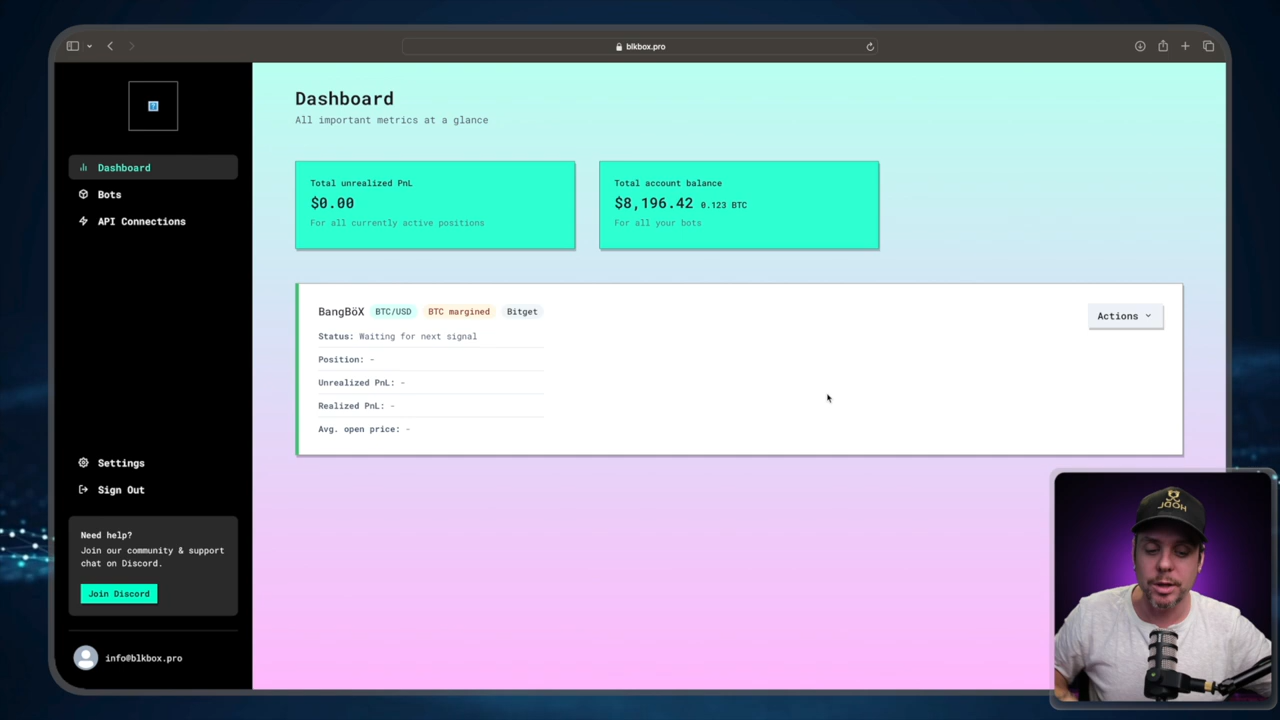 blkbox.pro
Dashboard
Bots
API Connections
Settings
Sign Out
Need help?
Join our community & support
chat on Discord.
Join Discord
info@blkbox.pro
Dashboard
All important metrics at a glance
Total unrealized PnL
$0.00
For all currently active positions
Total account balance
$8,196.42 0.123 BTC
For all your bots
BangBöX BTC/USD BTC margined Bitget
Actions
Status: Waiting for next signal
Position: -
Unrealized PnL: -
Realized PnL: -
Avg. open price: -
HODL